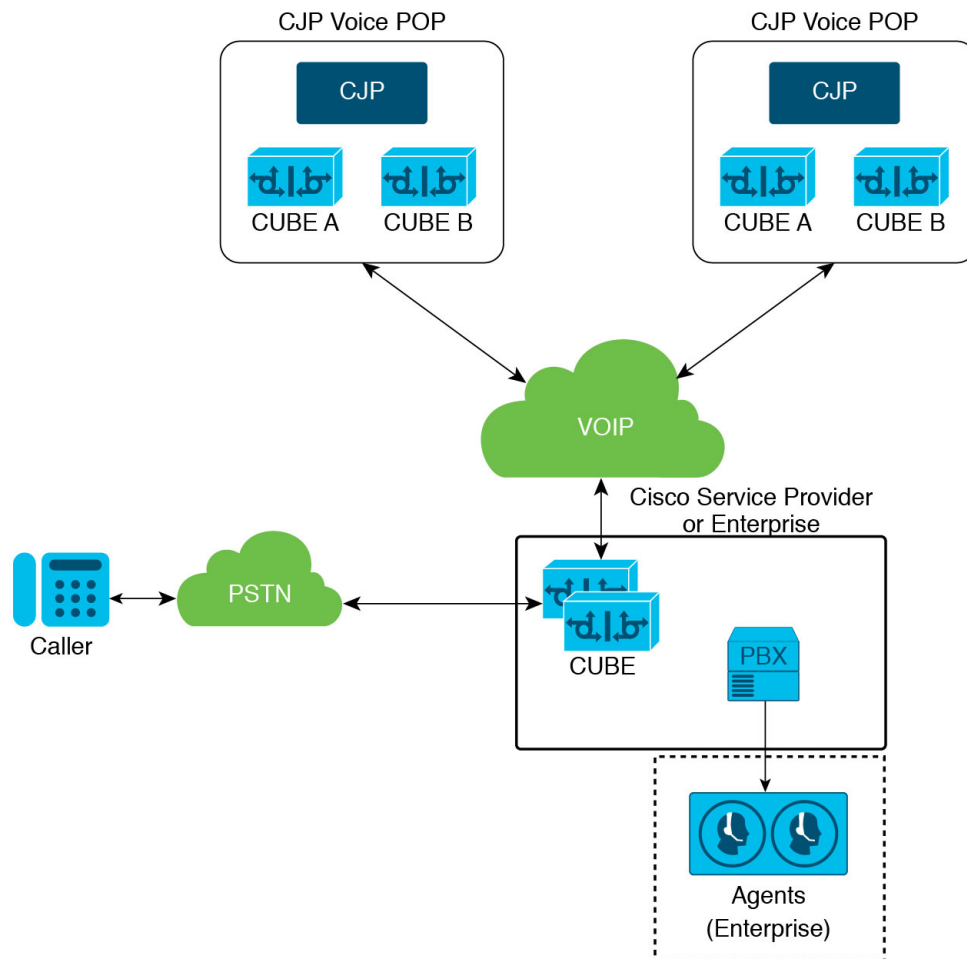 CJP Voice POP
CJP Voice POP
CJP
CJP
CUBE A
CUBE B
CUBE A
CUBE B
VOIP
Cisco Service Provider
or Enterprise
PSTN
Caller
CUBE
PBX
Agents
(Enterprise)